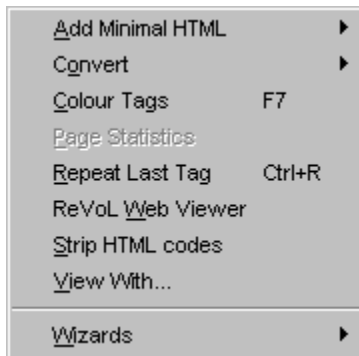 Add Minimal HTML
Convert
Colour Tags F7
Page Statistics
Repeat Last Tag Ctrl+R
ReVoL Web Viewer
Strip HTML codes
View With...
Wizards